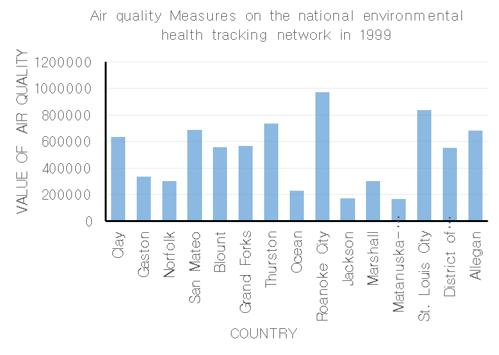 Air quality Measures on the national environmental
health tracking network in 1999
VALUE OF AIR QUALITY
1200000
1000000
800000
600000
400000
200000
0
Clay
Gaston
Norfolk
San Mateo
Blount
Grand Forks
Thurston
Ocean
Roanoke City
Jackson
Marshall
Matanuska-...
St. Louis City
District of...
Allegan
COUNTRY